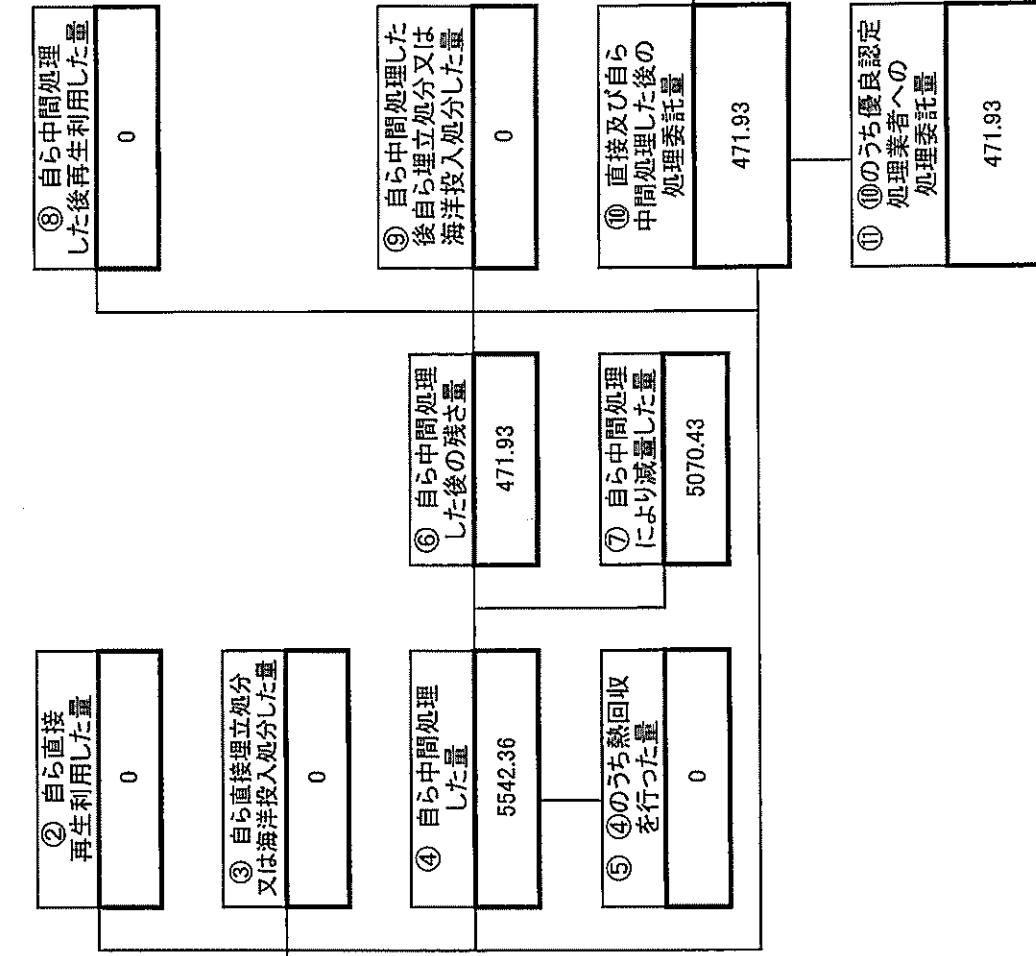 ② 自ら直接
再生利用した量
0
③ 自ら直接埋立処分
又は海洋投入処分した量
0
④ 自ら中間処理
した量
5542.36
⑤ ④のうち熱回収
を行った量
0
⑥ 自ら中間処理
した後の残さ量
471.93
⑦ 自ら中間処理
により減量した量
5070.43
⑧ 自ら中間処理
した後再生利用した量
0
⑨ 自ら中間処理した
後自ら埋立処分又は
海洋投入処分した量
0
⑩ 直接及び自ら
中間処理した後の
処理委託量
471.93
⑪ ⑩のうち優良認定
処理業者への
処理委託量
471.93